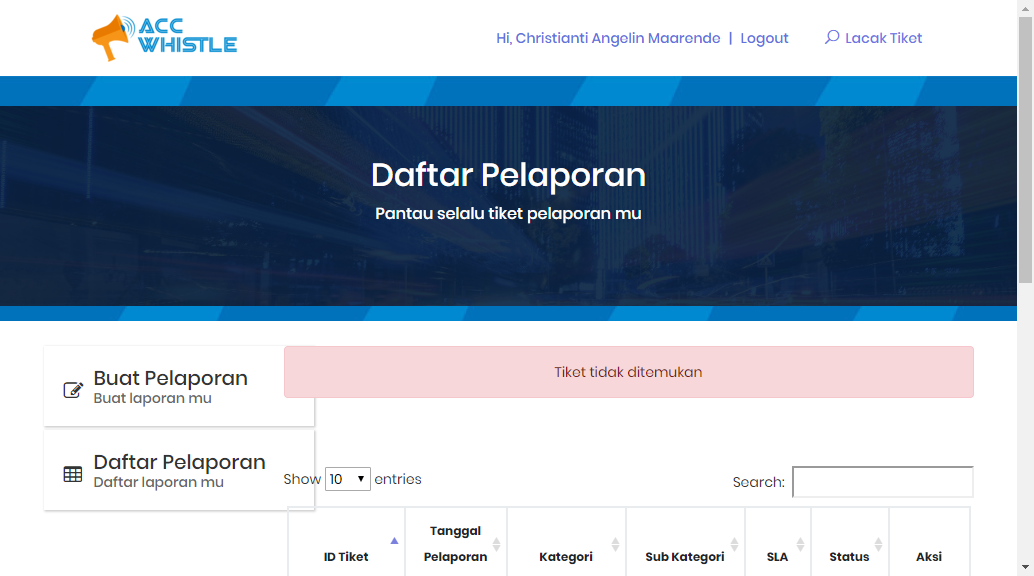 ACC
WHISTLE
Hi, Christianti Angelin Maarende | Logout
Lacak Tiket
Daftar Pelaporan
Pantau selalu tiket pelaporan mu
Buat Pelaporan
Buat laporan mu
Tiket tidak ditemukan
Daftar Pelaporan
Daftar laporan mu
Show 10 entries
Search:
ID Tiket
Tanggal
Pelaporan
Kategori
Sub Kategori
SLA
Status
Aksi